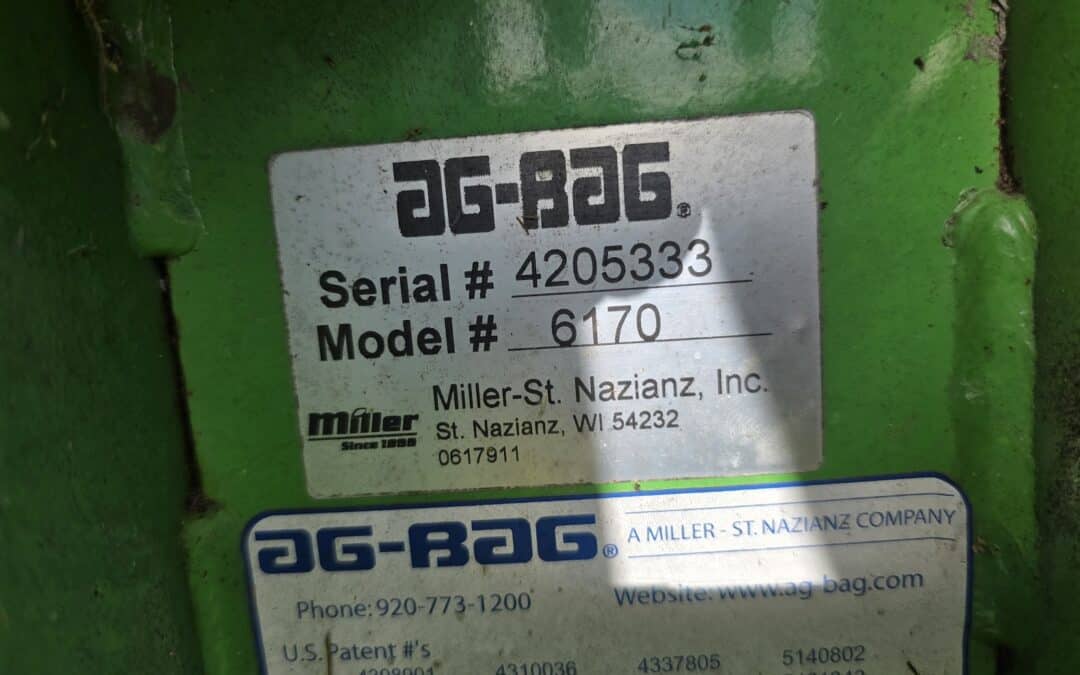 AG-BAG®
Serial # 4205333
Model # 6170
Miller-St. Nazianz, Inc.
Miller
St. Nazianz, WI 54232
Since 1898
0617911
AG-BAG®
A MILLER - ST. NAZIANZ COMPANY
Phone: 920-773-1200
Website: www.ag-bag.com
U.S. Patent #'s
4310036 4337805 5140802